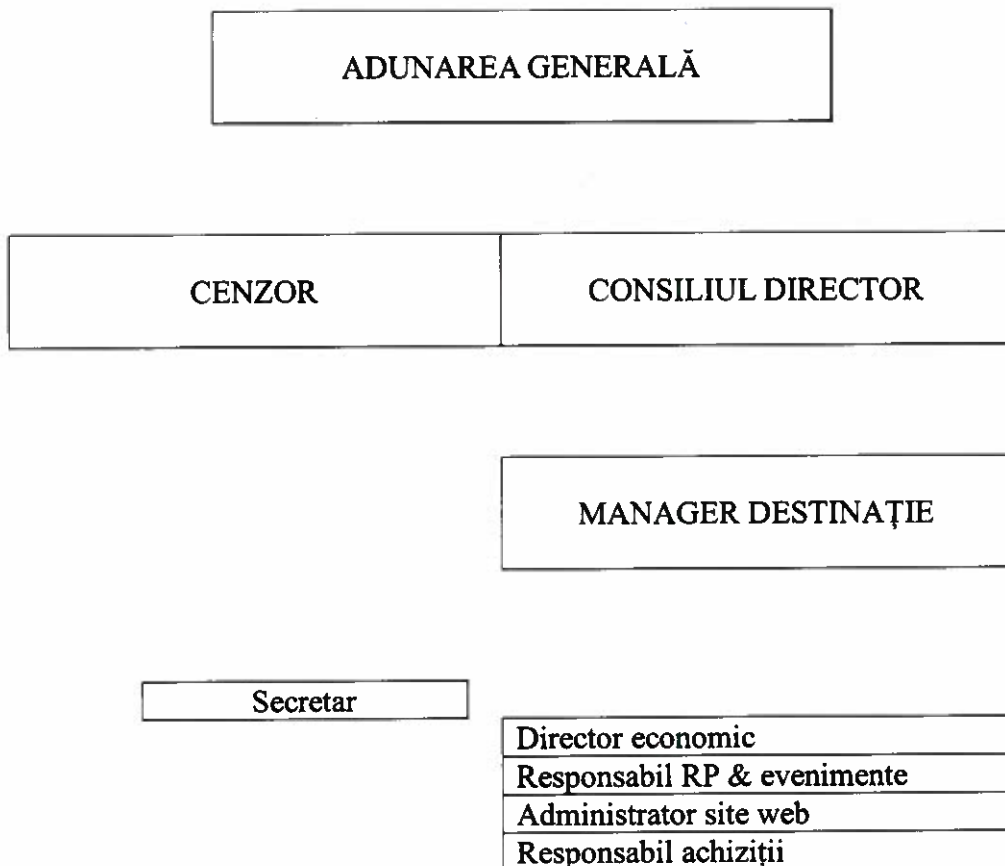 ADUNAREA GENERALĂ
CENZOR
CONSILIUL DIRECTOR
MANAGER DESTINAȚIE
Secretar
Director economic
Responsabil RP & evenimente
Administrator site web
Responsabil achiziții